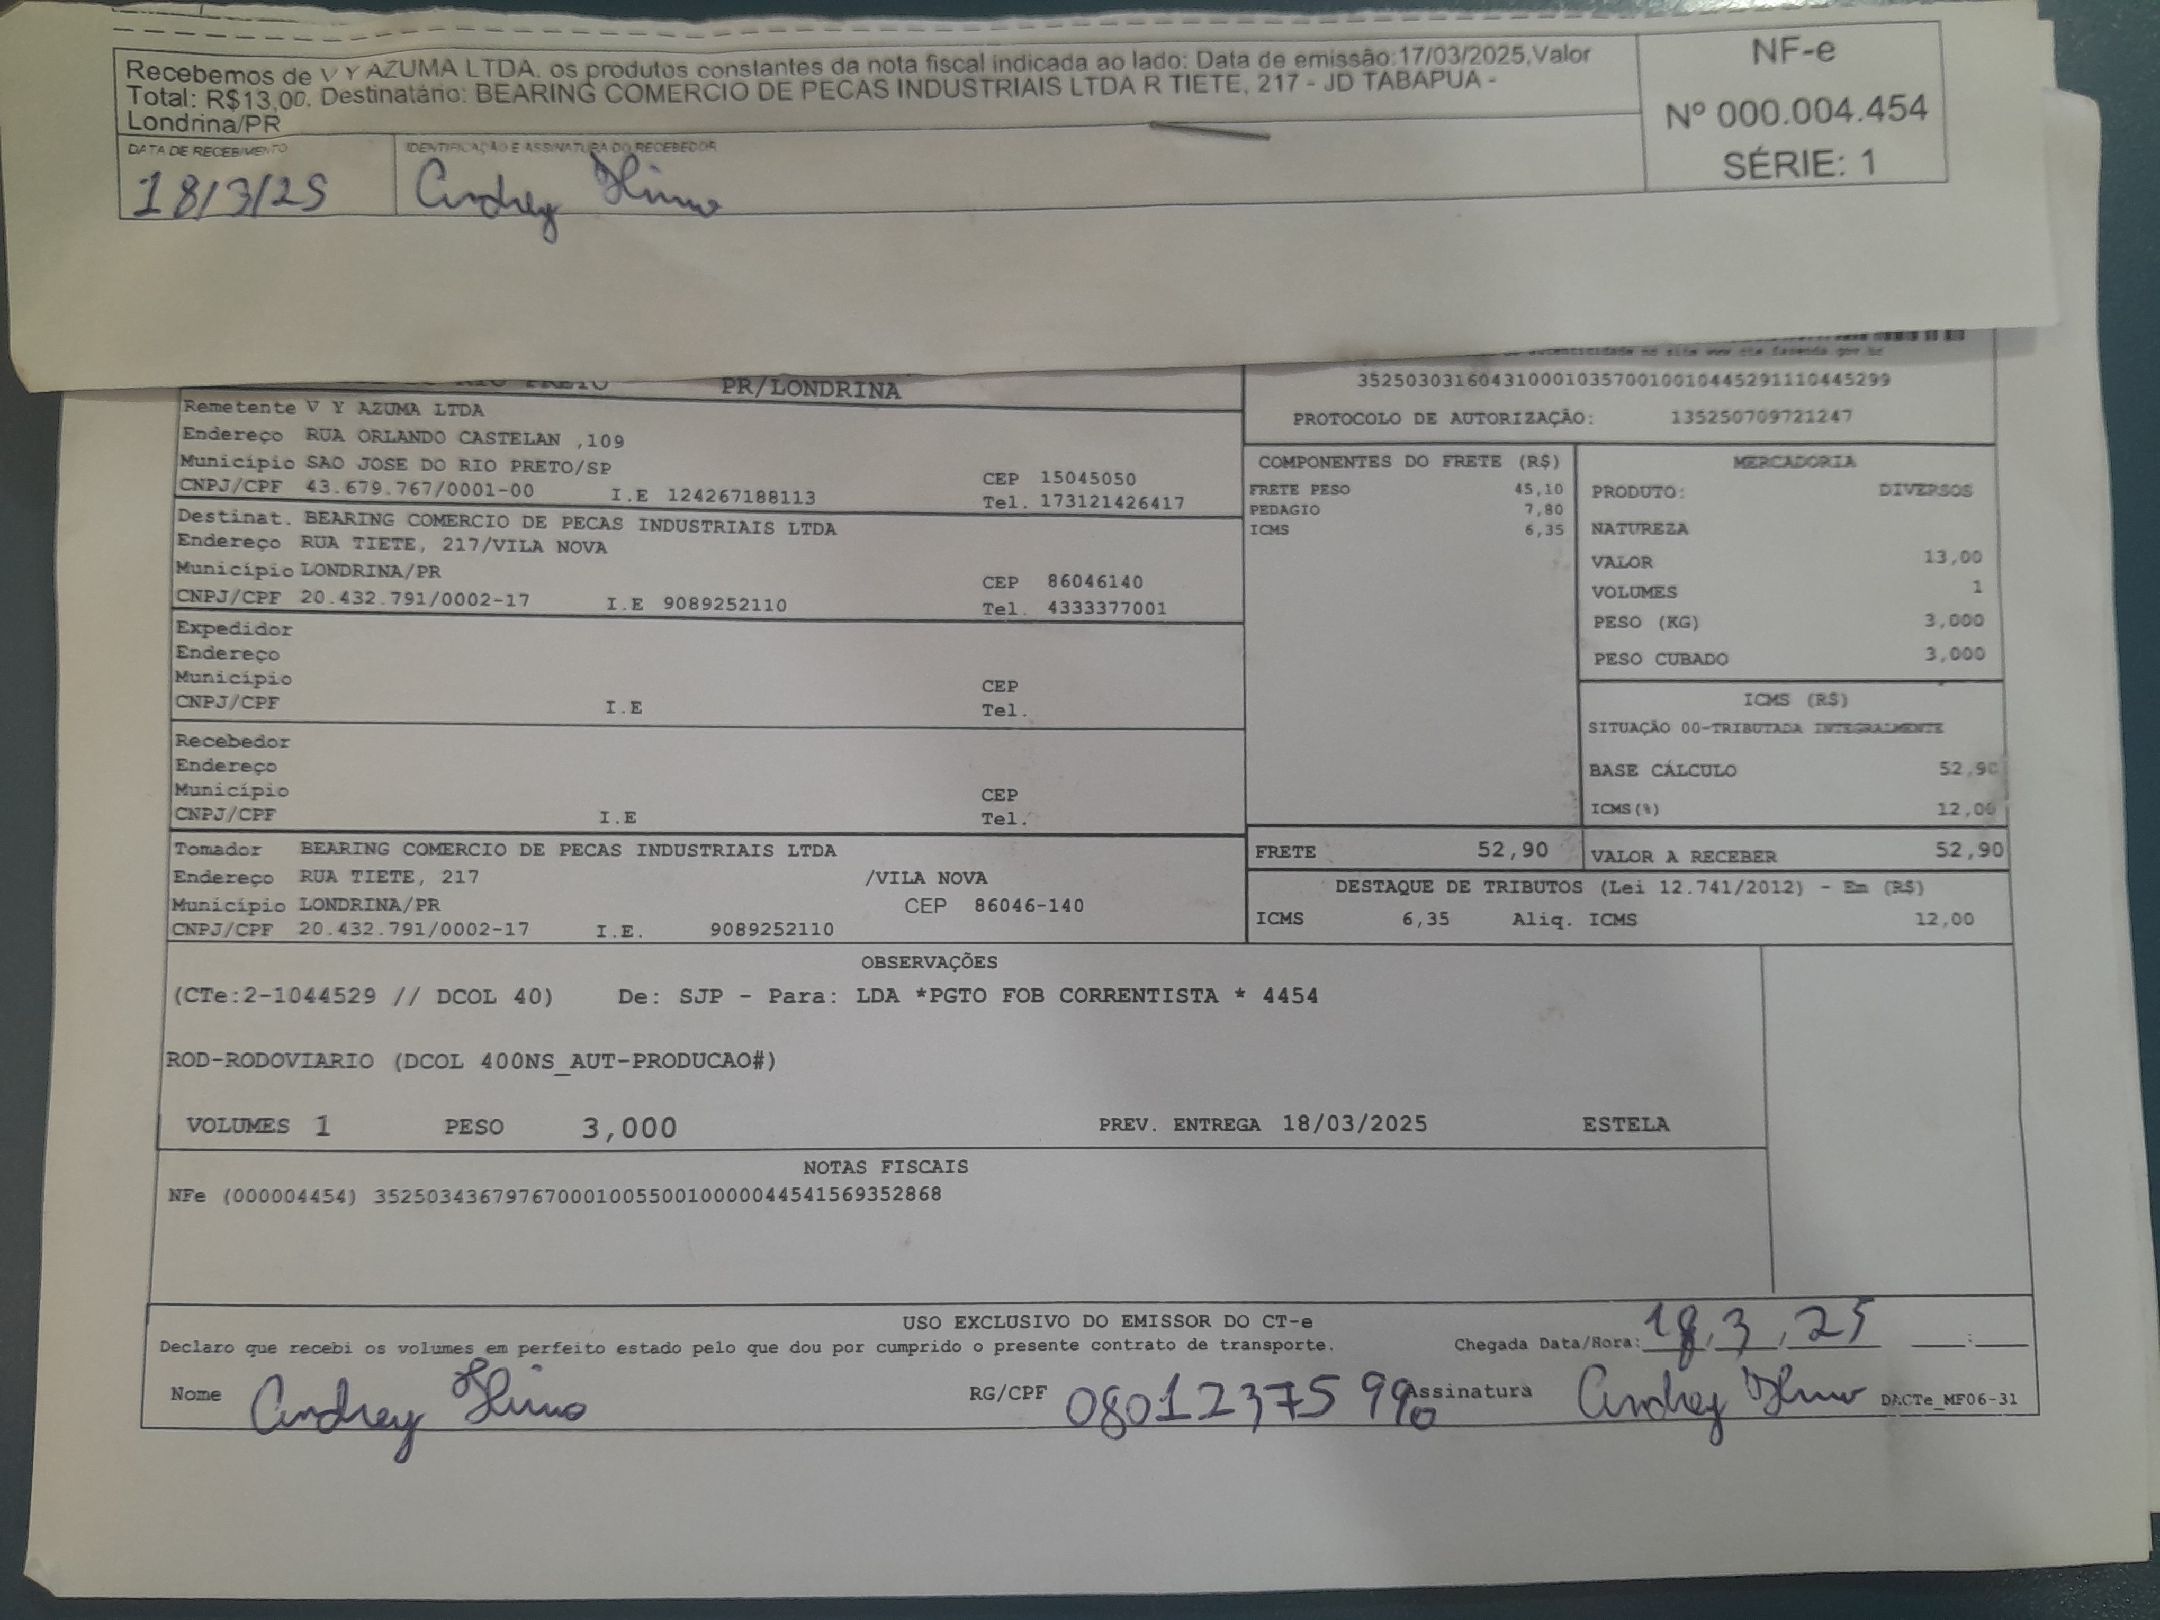 Recebemos de V Y AZUMA LTDA. os produtos constantes da nota fiscal indicada ao lado: Data de emissão:17/03/2025,Valor
Total: R$13,00. Destinatário: BEARING COMERCIO DE PECAS INDUSTRIAIS LTDA R TIETE, 217 - JD TABAPUA -
Londrina/PR
NF-e
Nº 000.004.454
SÉRIE: 1
DATA DE RECEBIMENTO
IDENTIFICAÇÃO E ASSINATURA DO RECEBEDOR
18/3/25
Andrey
RIO PRETO PR/LONDRINA
autenticidade no site www.cte.fazenda.gov.br
35250303160431000103570010010445291110445299
PROTOCOLO DE AUTORIZAÇÃO: 135250709721247
Remetente V Y AZUMA LTDA
Endereço RUA ORLANDO CASTELAN ,109
Município SAO JOSE DO RIO PRETO/SP CEP 15045050
CNPJ/CPF 43.679.767/0001-00 I.E 124267188113 Tel. 173121426417
Destinat. BEARING COMERCIO DE PECAS INDUSTRIAIS LTDA
Endereço RUA TIETE, 217/VILA NOVA
Município LONDRINA/PR CEP 86046140
CNPJ/CPF 20.432.791/0002-17 I.E 9089252110 Tel. 4333377001
Expedidor
Endereço
Município CEP
CNPJ/CPF I.E Tel.
Recebedor
Endereço
Município CEP
CNPJ/CPF I.E Tel.
Tomador BEARING COMERCIO DE PECAS INDUSTRIAIS LTDA
Endereço RUA TIETE, 217 /VILA NOVA
Município LONDRINA/PR CEP 86046-140
CNPJ/CPF 20.432.791/0002-17 I.E. 9089252110
COMPONENTES DO FRETE (R$)
FRETE PESO 45,10
PEDAGIO 7,80
ICMS 6,35
MERCADORIA
PRODUTO: DIVERSOS
NATUREZA
VALOR 13,00
VOLUMES 1
PESO (KG) 3,000
PESO CUBADO 3,000
ICMS (R$)
SITUAÇÃO 00-TRIBUTADA INTEGRALMENTE
BASE CÁLCULO 52,90
ICMS(%) 12,00
FRETE 52,90
VALOR A RECEBER 52,90
DESTAQUE DE TRIBUTOS (Lei 12.741/2012) - Em (R$)
ICMS 6,35 Aliq. ICMS 12,00
OBSERVAÇÕES
(CTe:2-1044529 // DCOL 40) De: SJP - Para: LDA *PGTO FOB CORRENTISTA * 4454
ROD-RODOVIARIO (DCOL 400NS_AUT-PRODUCAO#)
VOLUMES 1 PESO 3,000 PREV. ENTREGA 18/03/2025 ESTELA
NOTAS FISCAIS
NFe (000004454) 35250343679767000100550010000044541569352868
USO EXCLUSIVO DO EMISSOR DO CT-e
Declaro que recebi os volumes em perfeito estado pelo que dou por cumprido o presente contrato de transporte. Chegada Data/Hora: 18, 3, 25 :
Nome Andrey RG/CPF Assinatura Andrey DACTe_MF06-31